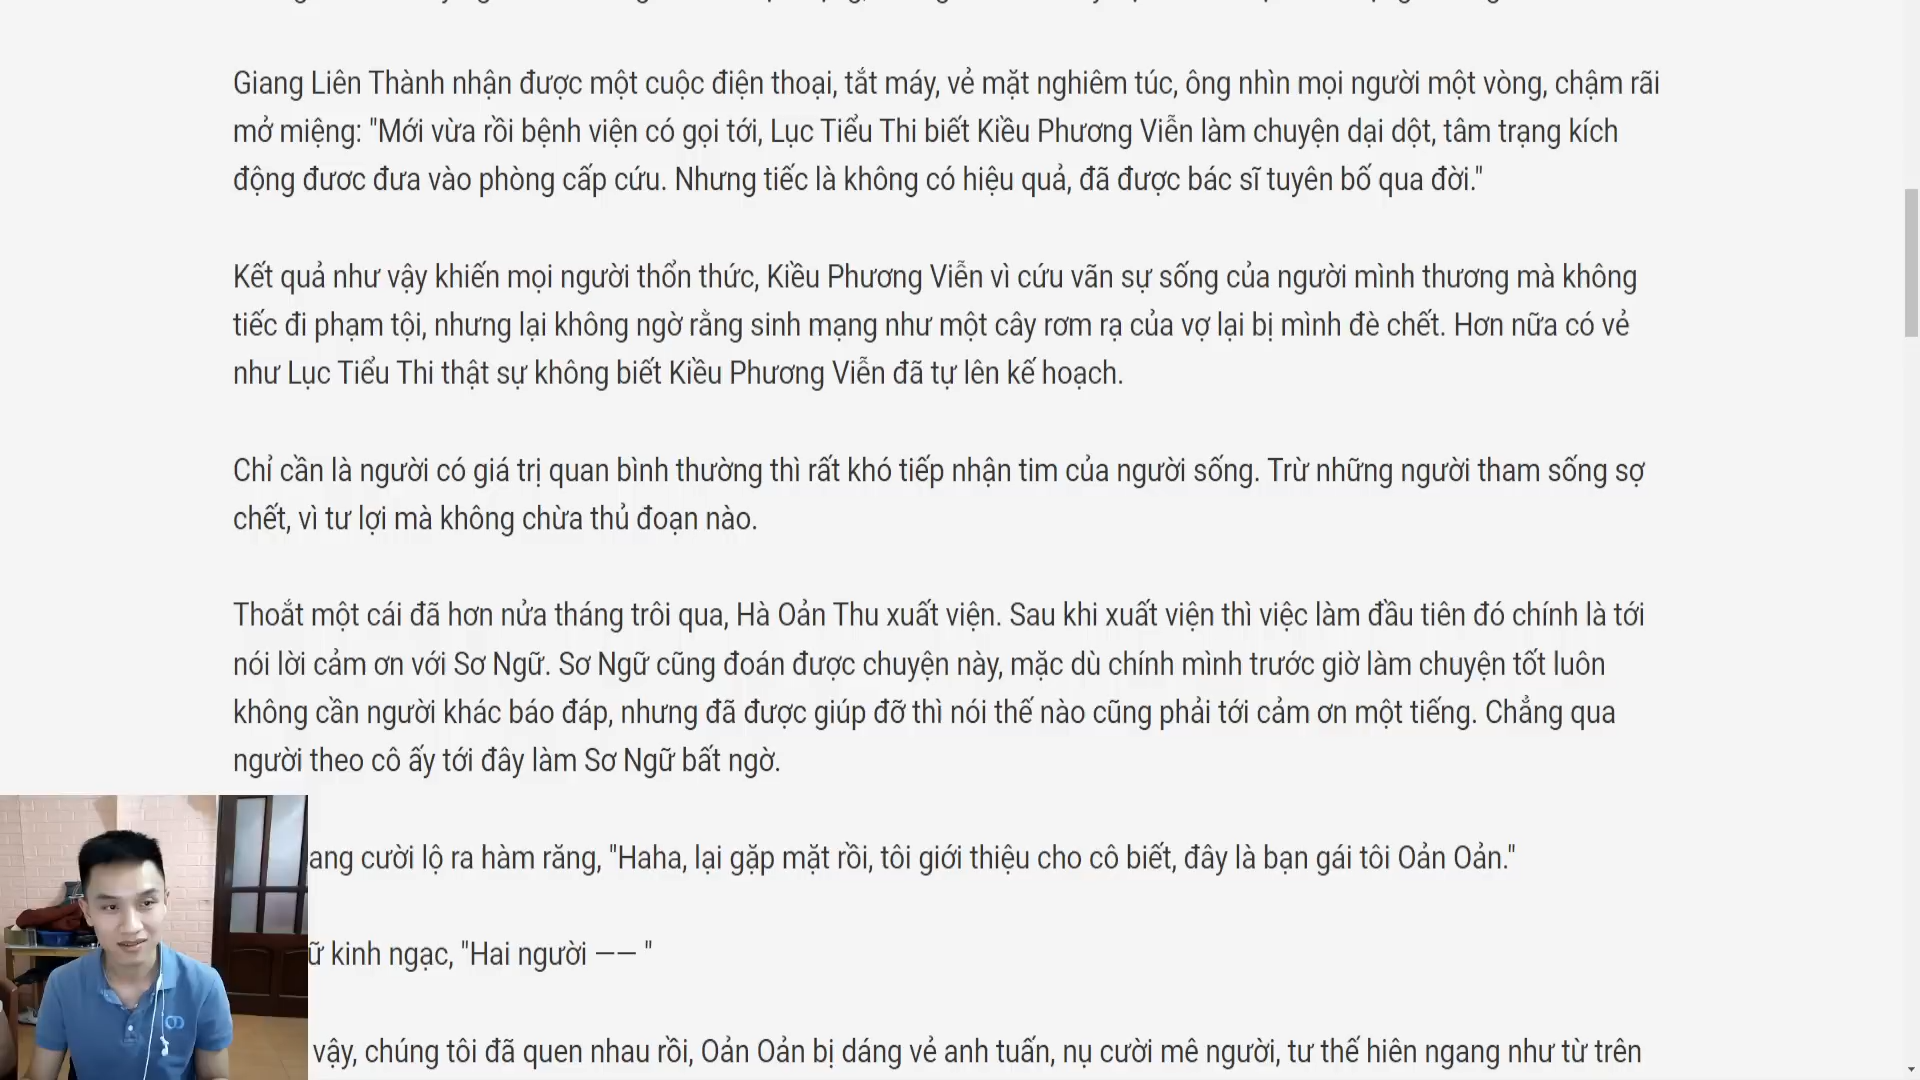 Giang Liên Thành nhận được một cuộc điện thoại, tắt máy, vẻ mặt nghiêm túc, ông nhìn mọi người một vòng, chậm rãi
mở miệng: "Mới vừa rồi bệnh viện có gọi tới, Lục Tiểu Thi biết Kiều Phương Viễn làm chuyện dại dột, tâm trạng kích
động đươc đưa vào phòng cấp cứu. Nhưng tiếc là không có hiệu quả, đã được bác sĩ tuyên bố qua đời."
Kết quả như vậy khiến mọi người thổn thức, Kiều Phương Viễn vì cứu vãn sự sống của người mình thương mà không
tiếc đi phạm tội, nhưng lại không ngờ rằng sinh mạng như một cây rơm rạ của vợ lại bị mình đè chết. Hơn nữa có vẻ
như Lục Tiểu Thi thật sự không biết Kiều Phương Viễn đã tự lên kế hoạch.
Chỉ cần là người có giá trị quan bình thường thì rất khó tiếp nhận tim của người sống. Trừ những người tham sống sợ
chết, vì tư lợi mà không chừa thủ đoạn nào.
Thoắt một cái đã hơn nửa tháng trôi qua, Hà Oản Thu xuất viện. Sau khi xuất viện thì việc làm đầu tiên đó chính là tới
nói lời cảm ơn với Sơ Ngữ. Sơ Ngữ cũng đoán được chuyện này, mặc dù chính mình trước giờ làm chuyện tốt luôn
không cần người khác báo đáp, nhưng đã được giúp đỡ thì nói thế nào cũng phải tới cảm ơn một tiếng. Chẳng qua
người theo cô ấy tới đây làm Sơ Ngữ bất ngờ.
ang cười lộ ra hàm răng, "Haha, lại gặp mặt rồi, tôi giới thiệu cho cô biết, đây là bạn gái tôi Oản Oản."
ữ kinh ngạc, "Hai người —— "
vậy, chúng tôi đã quen nhau rồi, Oản Oản bị dáng vẻ anh tuấn, nụ cười mê người, tư thế hiên ngang như từ trên